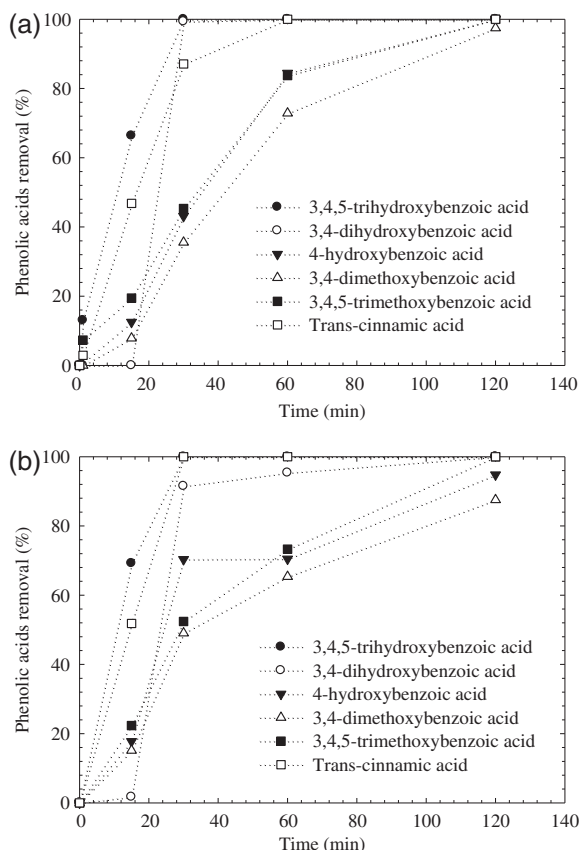 (a)
Phenolic acids removal (%)
100
80
60
40
20
0
3,4,5-trihydroxybenzoic acid
3,4-dihydroxybenzoic acid
4-hydroxybenzoic acid
3,4-dimethoxybenzoic acid
3,4,5-trimethoxybenzoic acid
Trans-cinnamic acid
0 20 40 60 80 100 120 140
Time (min)
(b)
Phenolic acids removal (%)
100
80
60
40
20
0
3,4,5-trihydroxybenzoic acid
3,4-dihydroxybenzoic acid
4-hydroxybenzoic acid
3,4-dimethoxybenzoic acid
3,4,5-trimethoxybenzoic acid
Trans-cinnamic acid
0 20 40 60 80 100 120 140
Time (min)